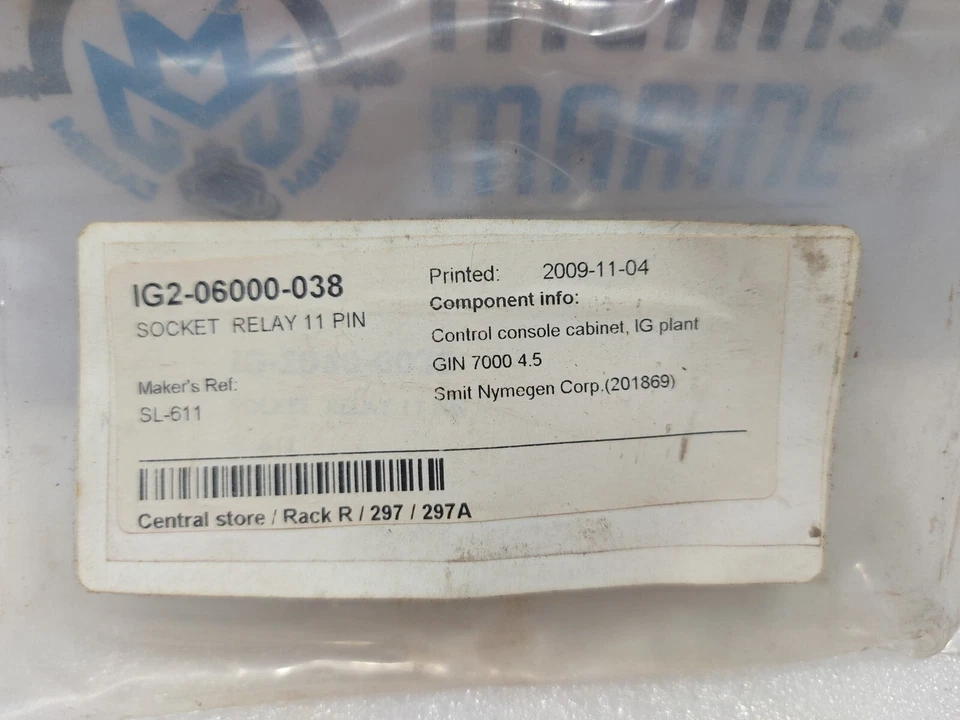 MARINE
MARINE
IG2-06000-038
SOCKET RELAY 11 PIN
Maker's Ref:
SL-611
Printed: 2009-11-04
Component info:
Control console cabinet, IG plant
GIN 7000 4.5
Smit Nymegen Corp.(201869)
Central store / Rack R / 297 / 297A